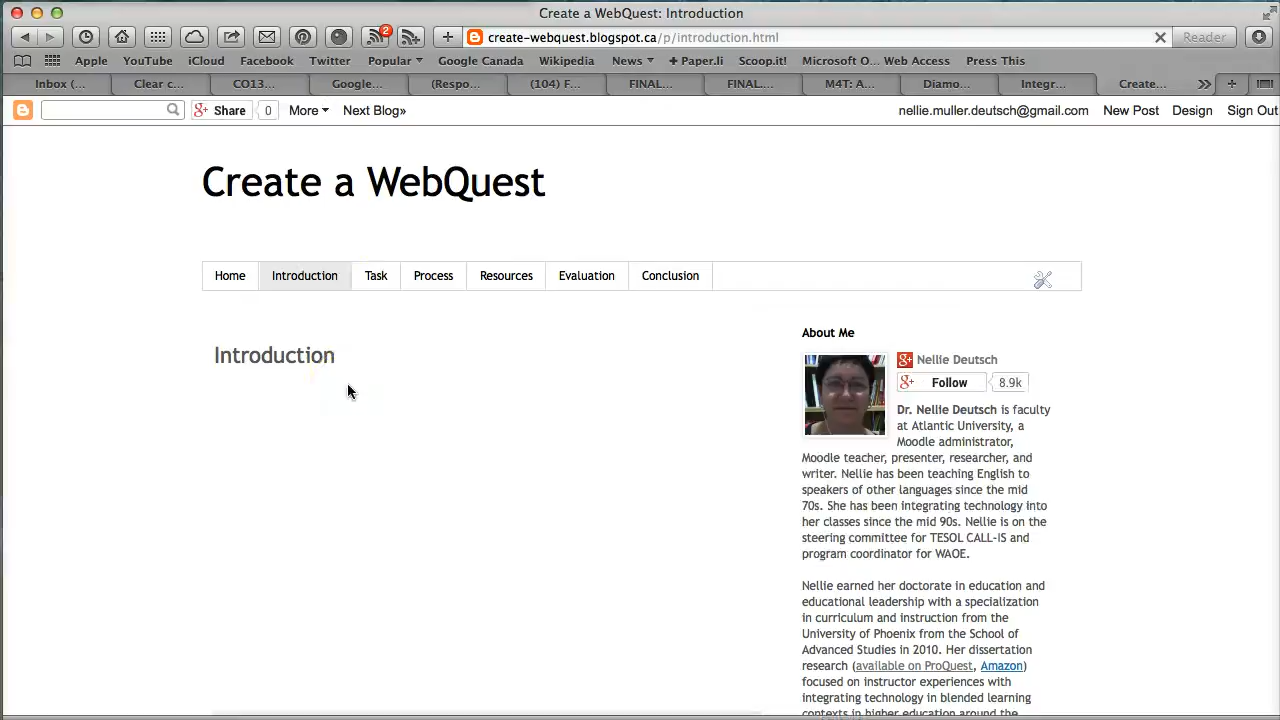 Create a WebQuest: Introduction
2
create-webquest.blogspot.ca/p/introduction.html
Reader
Apple YouTube iCloud Facebook Twitter Popular Google Canada Wikipedia News + Paper.li Scoop.it! Microsoft O... Web Access Press This
Inbox (... Clear c... CO13... Google... (Respo... (104) F... FINAL... FINAL.... M4T: A... Diamo... Integr... Create...
Share 0 More Next Blog» nellie.muller.deutsch@gmail.com New Post Design Sign Out
Create a WebQuest
Home Introduction Task Process Resources Evaluation Conclusion
Introduction
About Me
Nellie Deutsch
Follow 8.9k
Dr. Nellie Deutsch is faculty
at Atlantic University, a
Moodle administrator,
Moodle teacher, presenter, researcher, and
writer. Nellie has been teaching English to
speakers of other languages since the mid
70s. She has been integrating technology into
her classes since the mid 90s. Nellie is on the
steering committee for TESOL CALL-IS and
program coordinator for WAOE.
Nellie earned her doctorate in education and
educational leadership with a specialization
in curriculum and instruction from the
University of Phoenix from the School of
Advanced Studies in 2010. Her dissertation
research (available on ProQuest, Amazon)
focused on instructor experiences with
integrating technology in blended learning
contexts in higher education around the